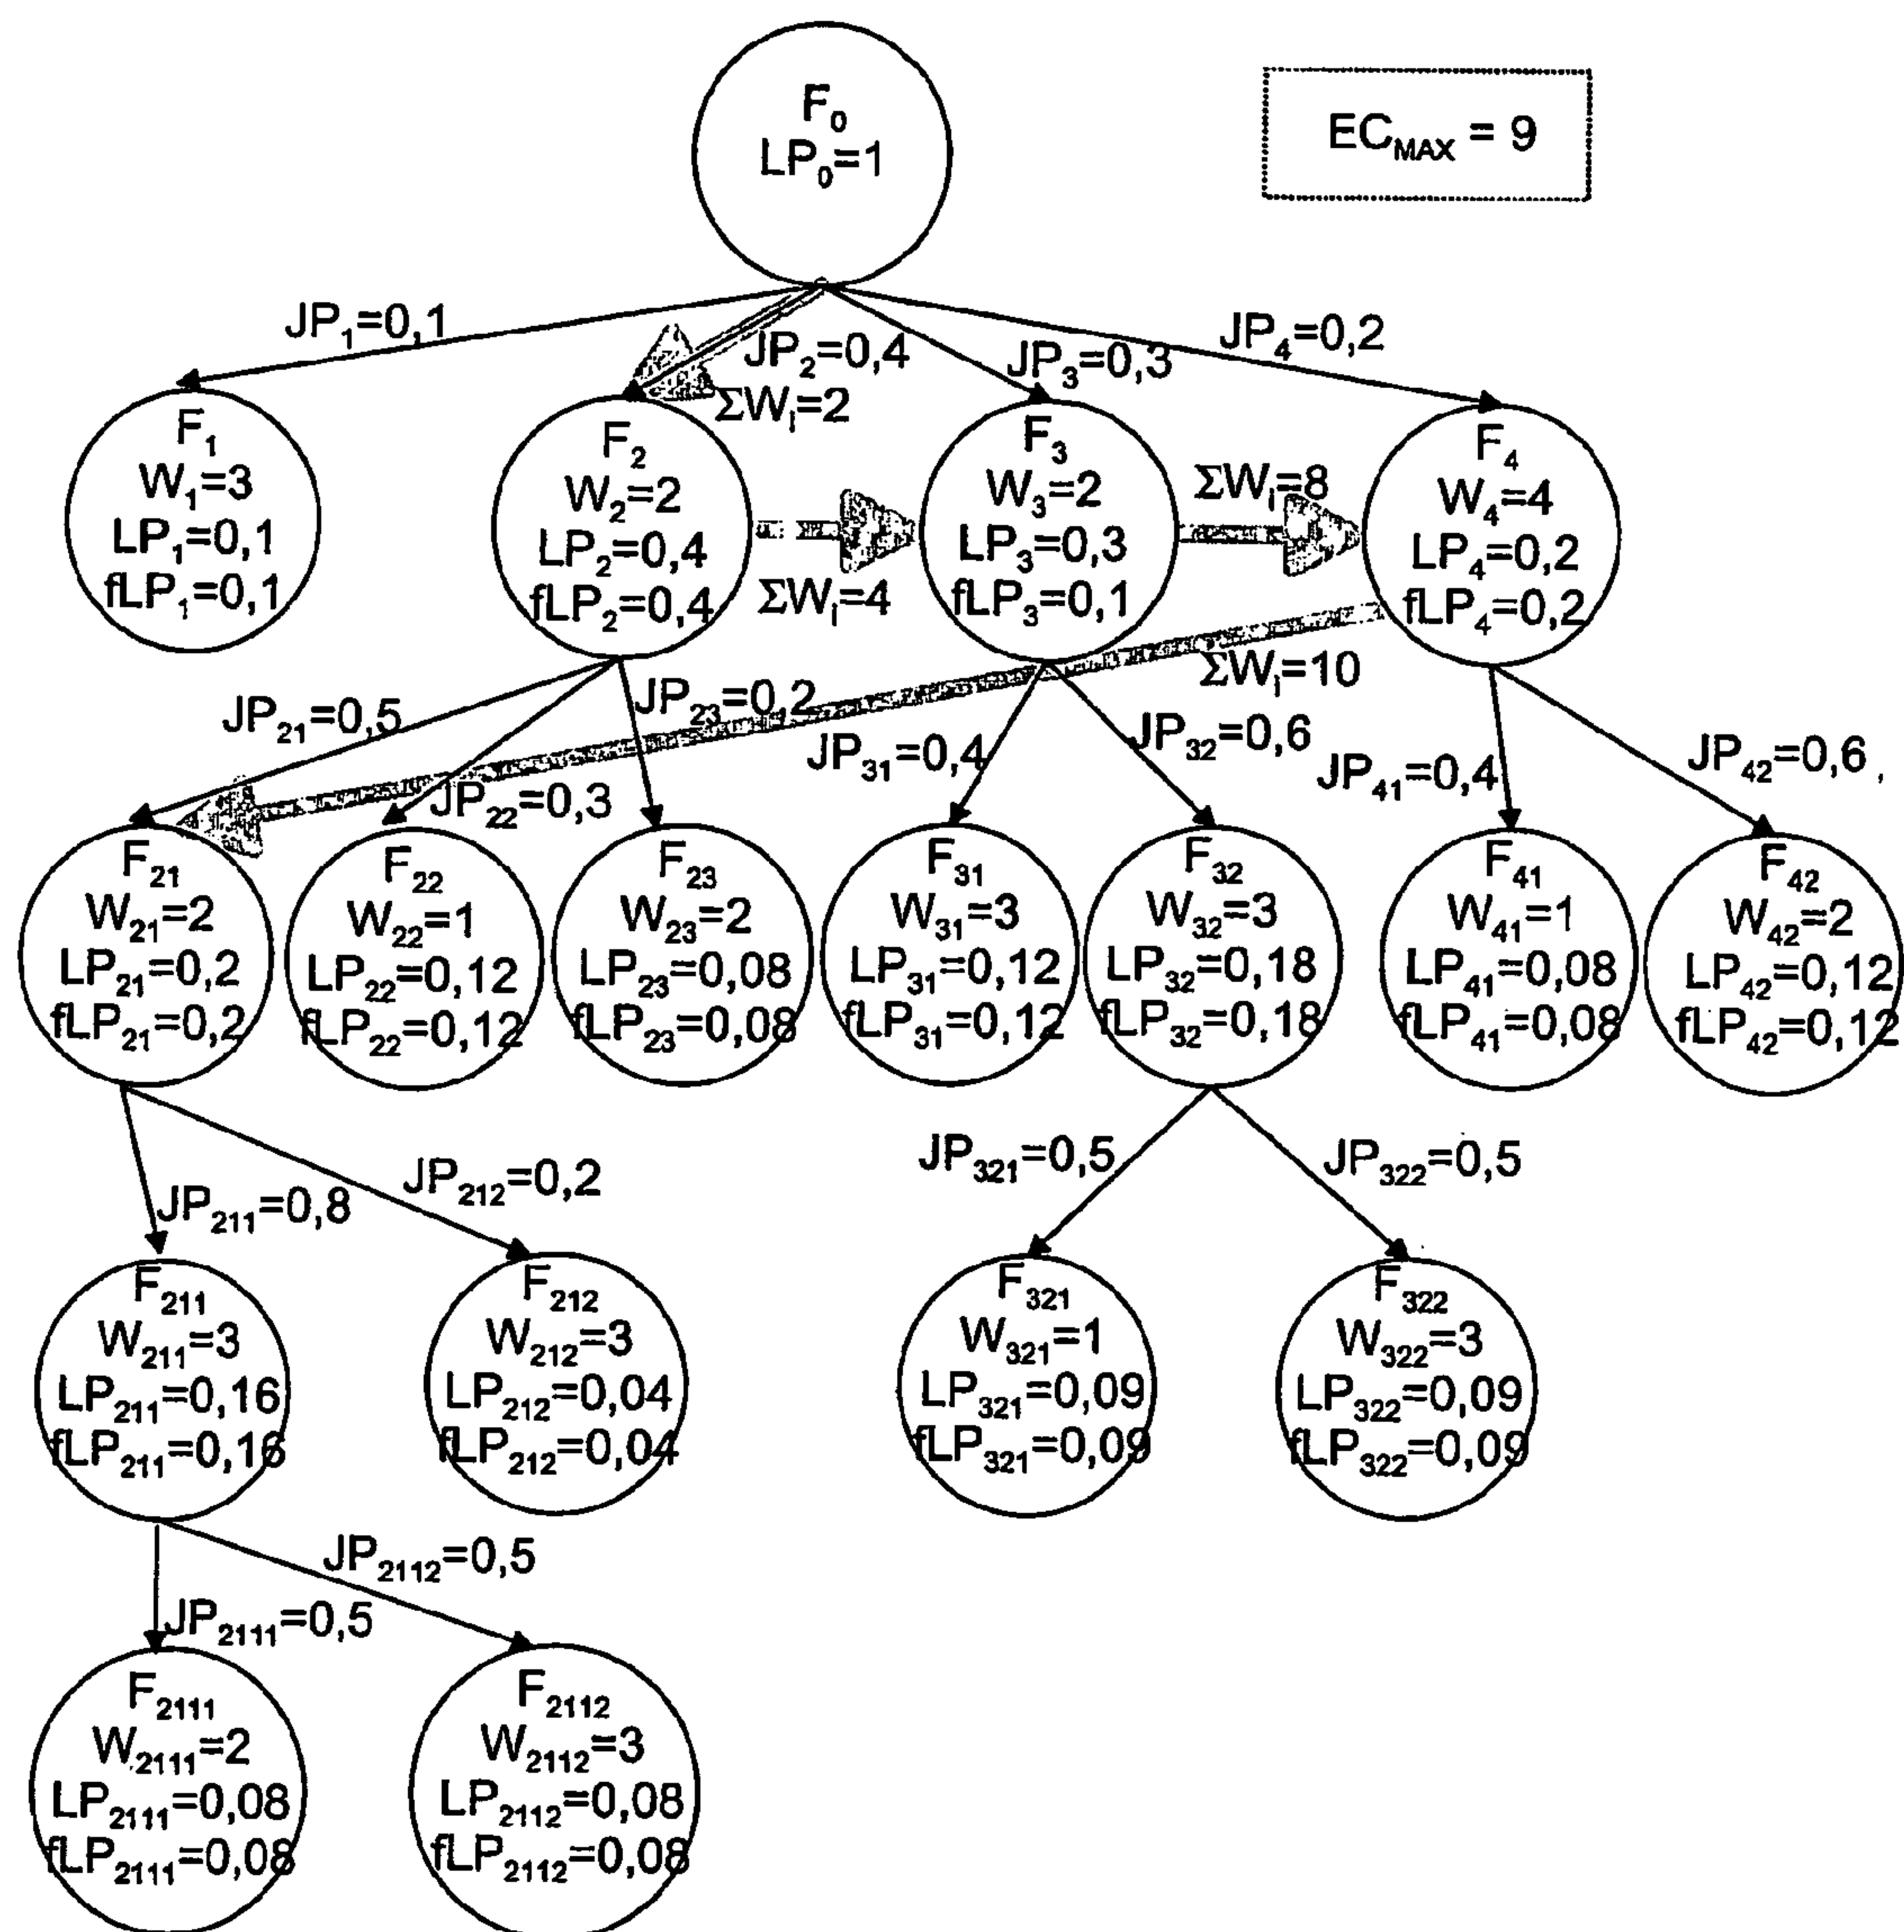 F₀
LP₀=1
EC_MAX = 9
JP₁=0,1
JP₂=0,4
JP₃=0,3
JP₄=0,2
ΣWᵢ=2
F₁
W₁=3
LP₁=0,1
fLP₁=0,1
F₂
W₂=2
LP₂=0,4
fLP₂=0,4
ΣWᵢ=4
F₃
W₃=2
LP₃=0,3
fLP₃=0,1
ΣWᵢ=8
F₄
W₄=4
LP₄=0,2
fLP₄=0,2
ΣWᵢ=10
JP₂₁=0,5
JP₂₂=0,3
JP₂₃=0,2
JP₃₁=0,4
JP₃₂=0,6
JP₄₁=0,4
JP₄₂=0,6
F₂₁
W₂₁=2
LP₂₁=0,2
fLP₂₁=0,2
F₂₂
W₂₂=1
LP₂₂=0,12
fLP₂₂=0,12
F₂₃
W₂₃=2
LP₂₃=0,08
fLP₂₃=0,08
F₃₁
W₃₁=3
LP₃₁=0,12
fLP₃₁=0,12
F₃₂
W₃₂=3
LP₃₂=0,18
fLP₃₂=0,18
F₄₁
W₄₁=1
LP₄₁=0,08
fLP₄₁=0,08
F₄₂
W₄₂=2
LP₄₂=0,12
fLP₄₂=0,12
JP₂₁₁=0,8
JP₂₁₂=0,2
JP₃₂₁=0,5
JP₃₂₂=0,5
F₂₁₁
W₂₁₁=3
LP₂₁₁=0,16
fLP₂₁₁=0,16
F₂₁₂
W₂₁₂=3
LP₂₁₂=0,04
fLP₂₁₂=0,04
F₃₂₁
W₃₂₁=1
LP₃₂₁=0,09
fLP₃₂₁=0,09
F₃₂₂
W₃₂₂=3
LP₃₂₂=0,09
fLP₃₂₂=0,09
JP₂₁₁₁=0,5
JP₂₁₁₂=0,5
F₂₁₁₁
W₂₁₁₁=2
LP₂₁₁₁=0,08
fLP₂₁₁₁=0,08
F₂₁₁₂
W₂₁₁₂=3
LP₂₁₁₂=0,08
fLP₂₁₁₂=0,08